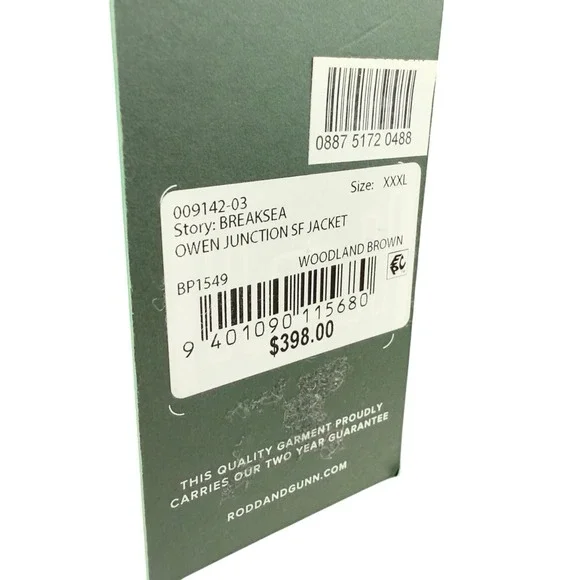 0887 5172 0488
Size: XXXL
009142-03
Story: BREAKSEA
OWEN JUNCTION SF JACKET
WOODLAND BROWN
BP1549
9 401090 115680
$398.00
THIS QUALITY GARMENT PROUDLY
CARRIES OUR TWO YEAR GUARANTEE
RODDANDGUNN.COM